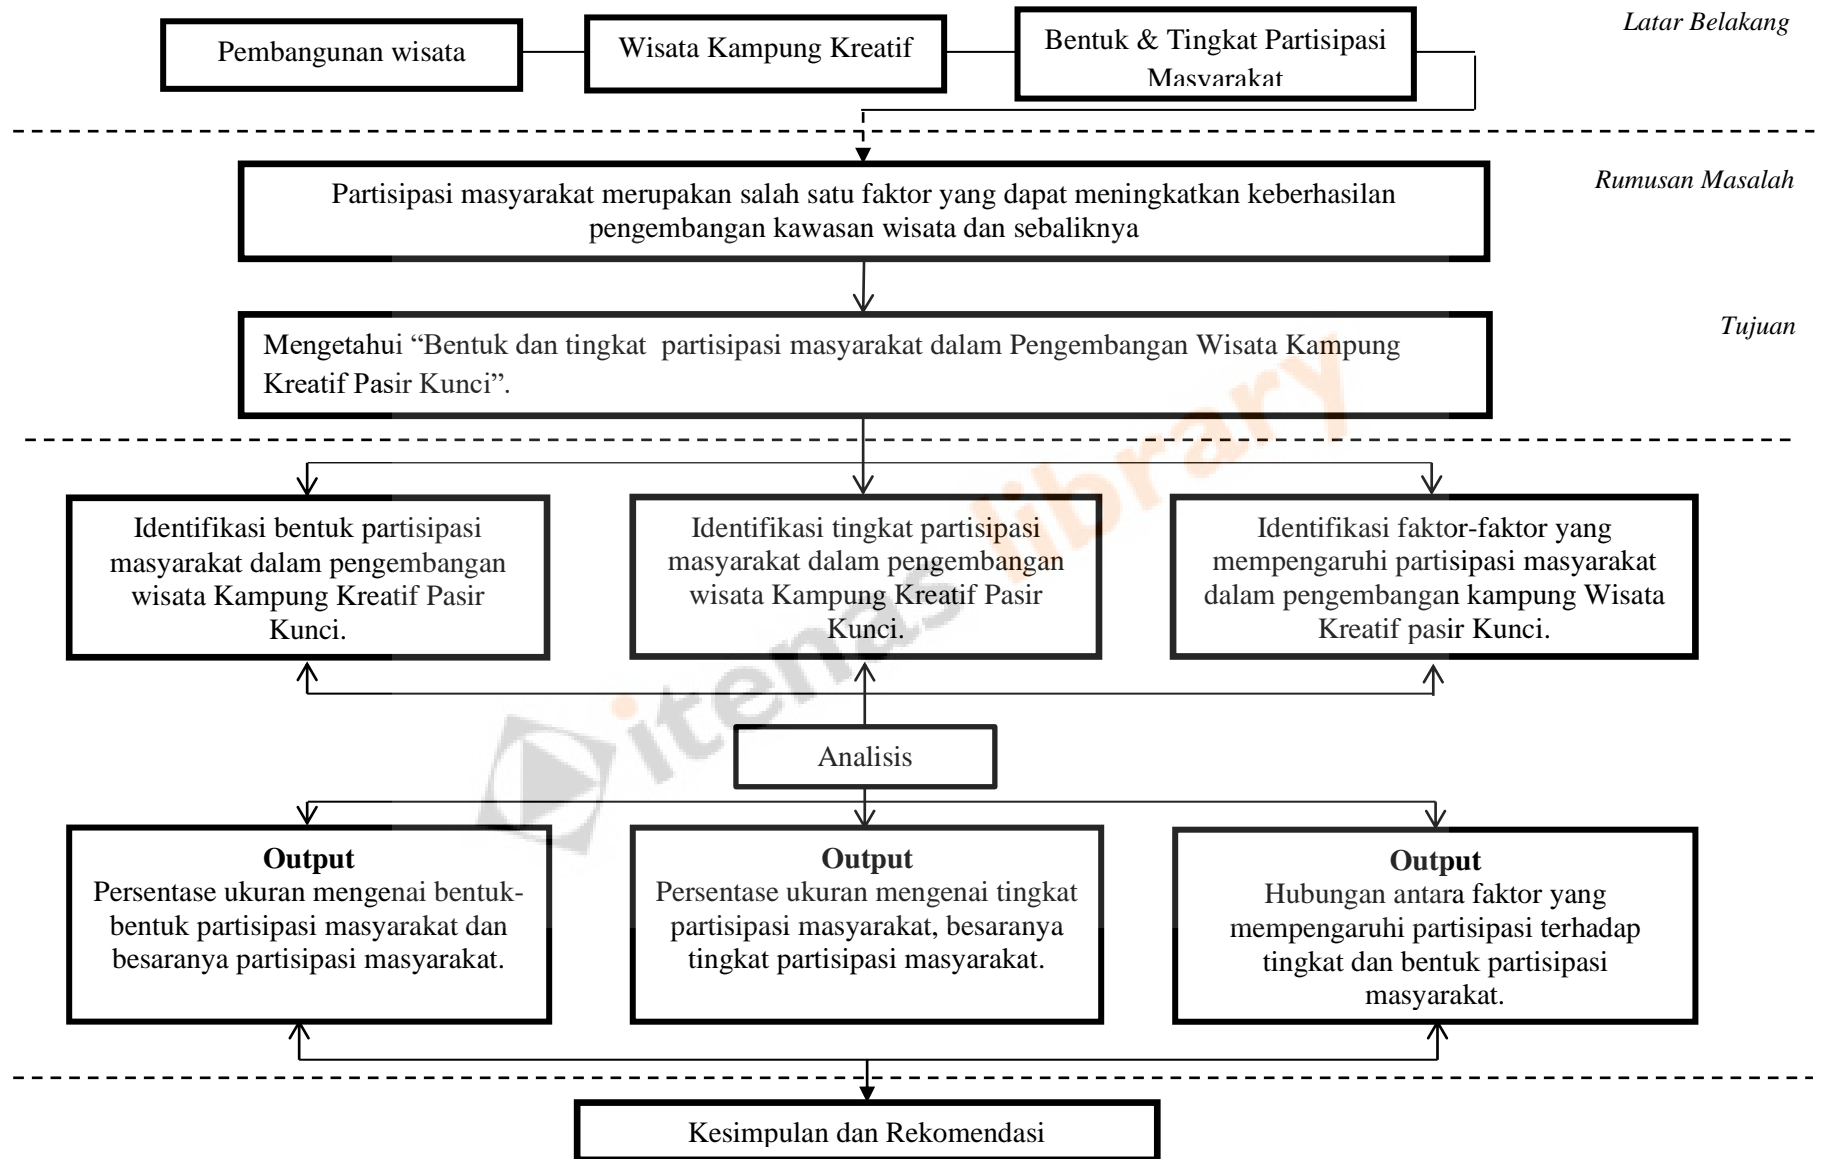 Latar Belakang
Pembangunan wisata
Wisata Kampung Kreatif
Bentuk & Tingkat Partisipasi
Masyarakat
Rumusan Masalah
Partisipasi masyarakat merupakan salah satu faktor yang dapat meningkatkan keberhasilan
pengembangan kawasan wisata dan sebaliknya
Tujuan
Mengetahui “Bentuk dan tingkat partisipasi masyarakat dalam Pengembangan Wisata Kampung
Kreatif Pasir Kunci”.
Identifikasi bentuk partisipasi
masyarakat dalam pengembangan
wisata Kampung Kreatif Pasir
Kunci.
Identifikasi tingkat partisipasi
masyarakat dalam pengembangan
wisata Kampung Kreatif Pasir
Kunci.
Identifikasi faktor-faktor yang
mempengaruhi partisipasi masyarakat
dalam pengembangan kampung Wisata
Kreatif pasir Kunci.
itenas library
Analisis
Output
Persentase ukuran mengenai bentuk-
bentuk partisipasi masyarakat dan
besaranya partisipasi masyarakat.
Output
Persentase ukuran mengenai tingkat
partisipasi masyarakat, besaranya
tingkat partisipasi masyarakat.
Output
Hubungan antara faktor yang
mempengaruhi partisipasi terhadap
tingkat dan bentuk partisipasi
masyarakat.
Kesimpulan dan Rekomendasi